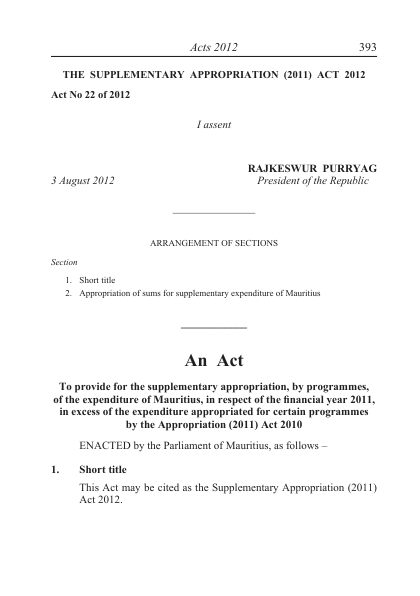 Acts 2012 393
THE SUPPLEMENTARY APPROPRIATION (2011) ACT 2012
Act No 22 of 2012
I assent
RAJKESWUR PURRYAG
3 August 2012 President of the Republic
ARRANGEMENT OF SECTIONS
Section
1. Short title
2. Appropriation of sums for supplementary expenditure of Mauritius
An Act
To provide for the supplementary appropriation, by programmes,
of the expenditure of Mauritius, in respect of the financial year 2011,
in excess of the expenditure appropriated for certain programmes
by the Appropriation (2011) Act 2010
ENACTED by the Parliament of Mauritius, as follows –
1. Short title
This Act may be cited as the Supplementary Appropriation (2011)
Act 2012.